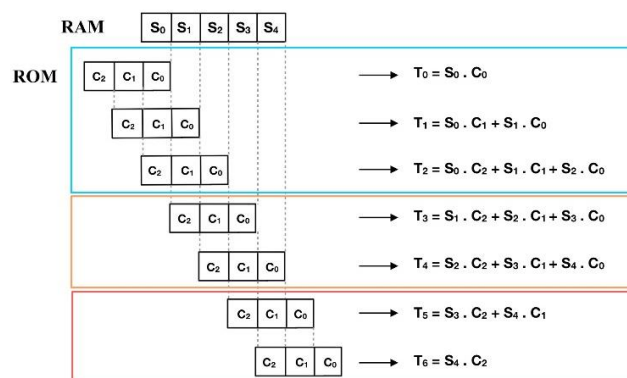 RAM S₀ S₁ S₂ S₃ S₄
ROM
C₂ C₁ C₀ T₀ = S₀ . C₀
C₂ C₁ C₀ T₁ = S₀ . C₁ + S₁ . C₀
C₂ C₁ C₀ T₂ = S₀ . C₂ + S₁ . C₁ + S₂ . C₀
C₂ C₁ C₀ T₃ = S₁ . C₂ + S₂ . C₁ + S₃ . C₀
C₂ C₁ C₀ T₄ = S₂ . C₂ + S₃ . C₁ + S₄ . C₀
C₂ C₁ C₀ T₅ = S₃ . C₂ + S₄ . C₁
C₂ C₁ C₀ T₆ = S₄ . C₂